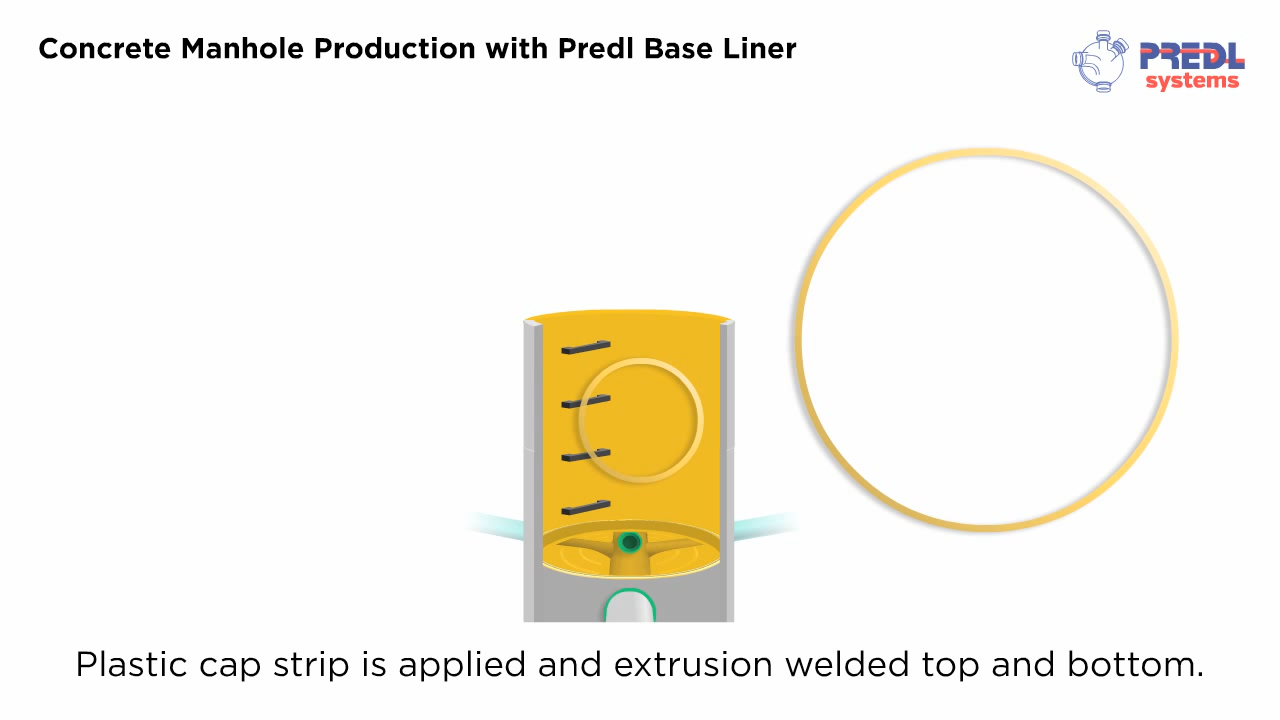 Concrete Manhole Production with Predl Base Liner
PREDL
systems
Plastic cap strip is applied and extrusion welded top and bottom.